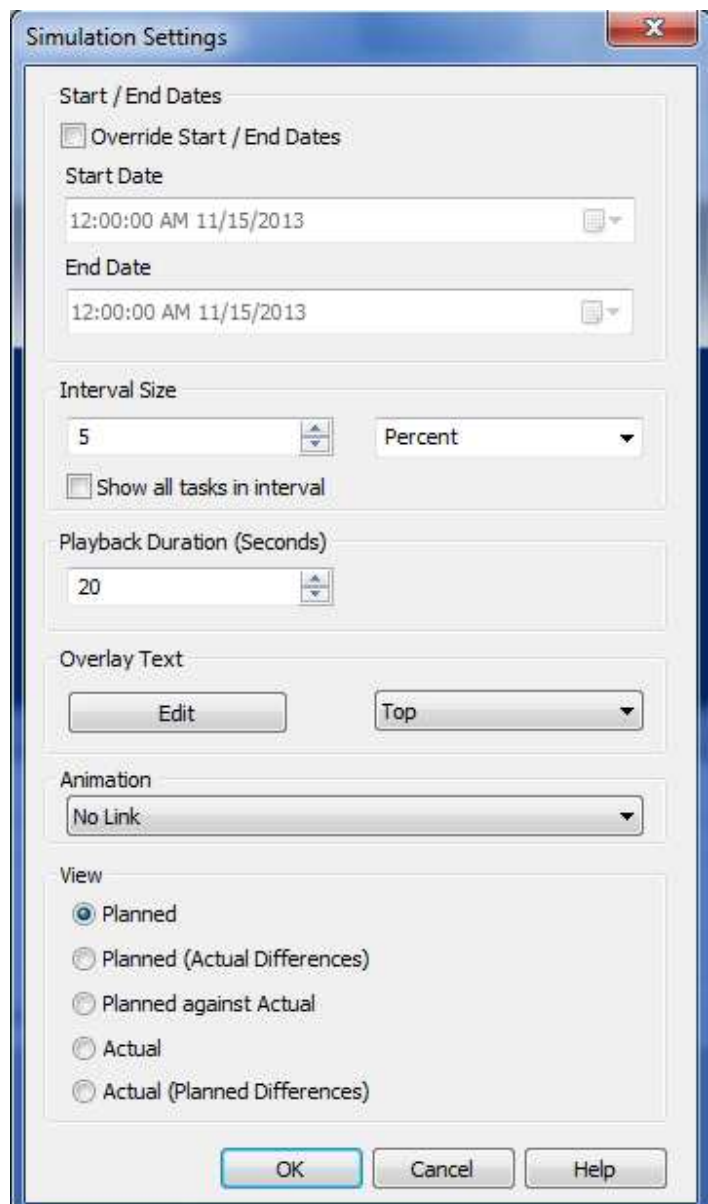 Simulation Settings
Start / End Dates
Override Start / End Dates
Start Date
12:00:00 AM 11/15/2013
End Date
12:00:00 AM 11/15/2013
Interval Size
5
Percent
Show all tasks in interval
Playback Duration (Seconds)
20
Overlay Text
Edit
Top
Animation
No Link
View
Planned
Planned (Actual Differences)
Planned against Actual
Actual
Actual (Planned Differences)
OK
Cancel
Help